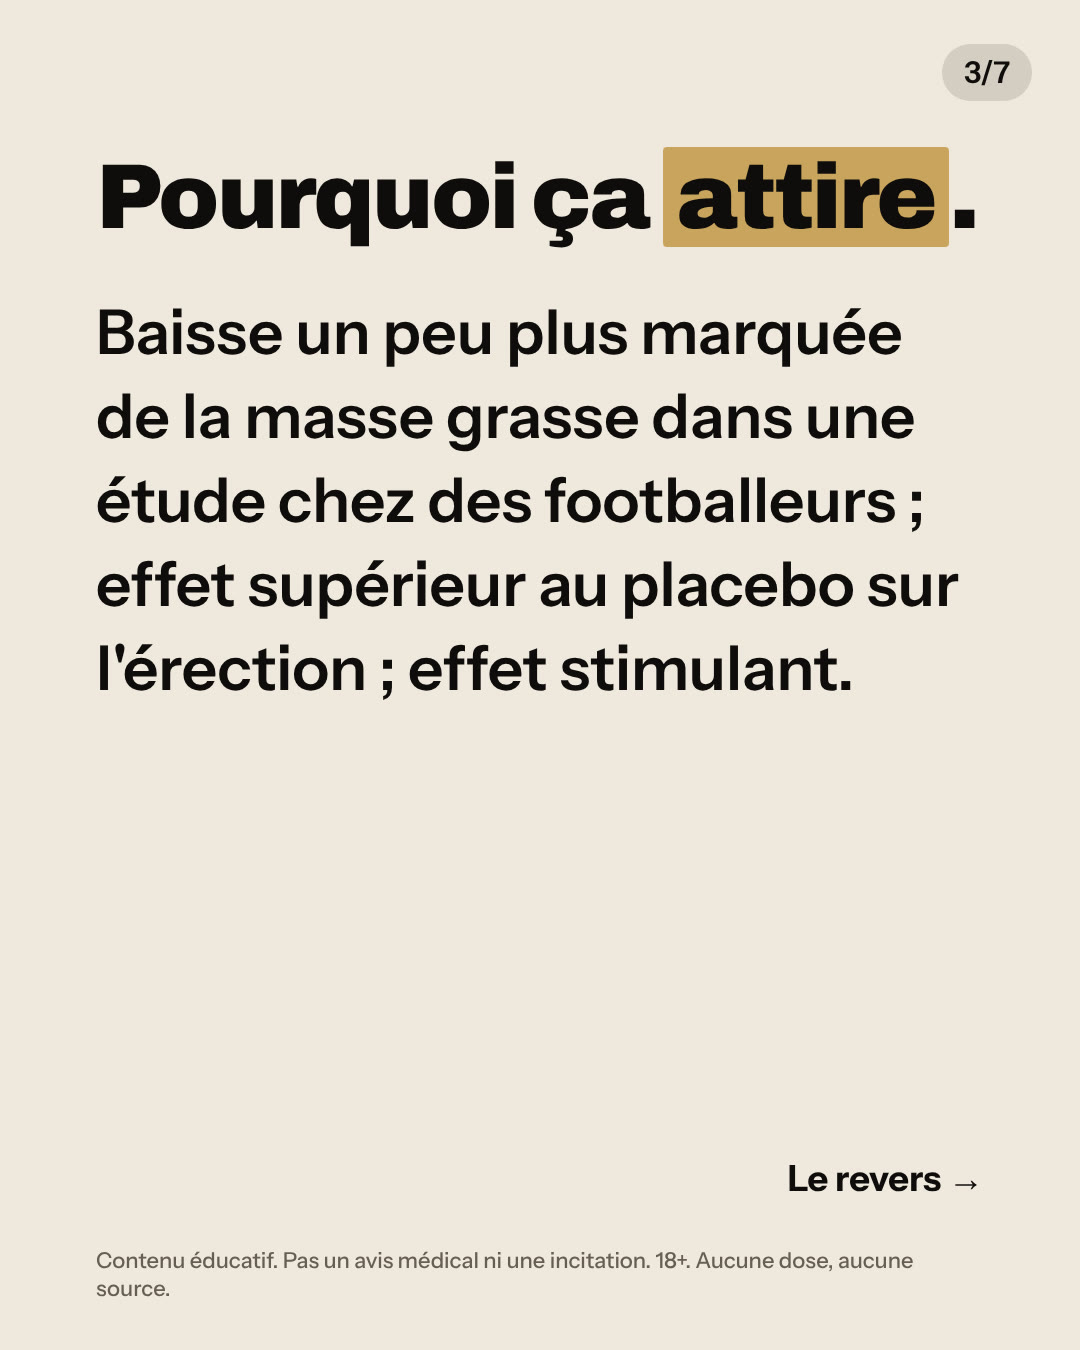 3/7
Pourquoi ça attire.
Baisse un peu plus marquée
de la masse grasse dans une
étude chez des footballeurs ;
effet supérieur au placebo sur
l'érection ; effet stimulant.
Le revers →
Contenu éducatif. Pas un avis médical ni une incitation. 18+. Aucune dose, aucune
source.